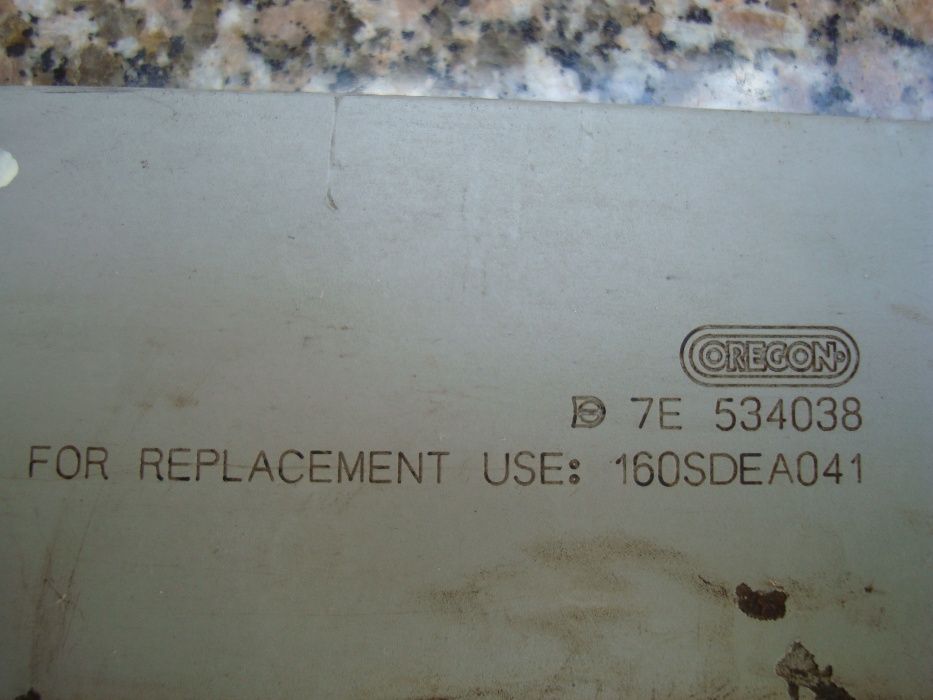 OREGON
7E 534038
FOR REPLACEMENT USE: 160SDEA041